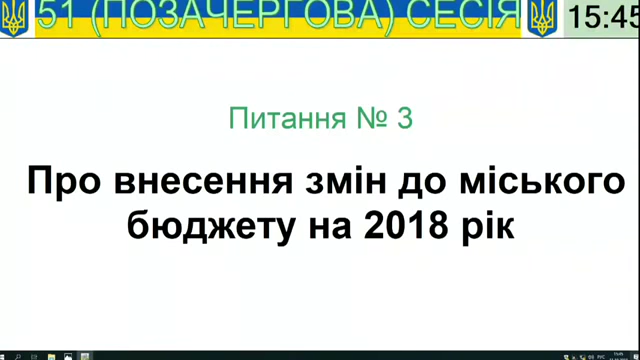 51 (ПОЗАЧЕРГОВА) СЕСІЯ
15:45
Питання № 3
Про внесення змін до міського
бюджету на 2018 рік